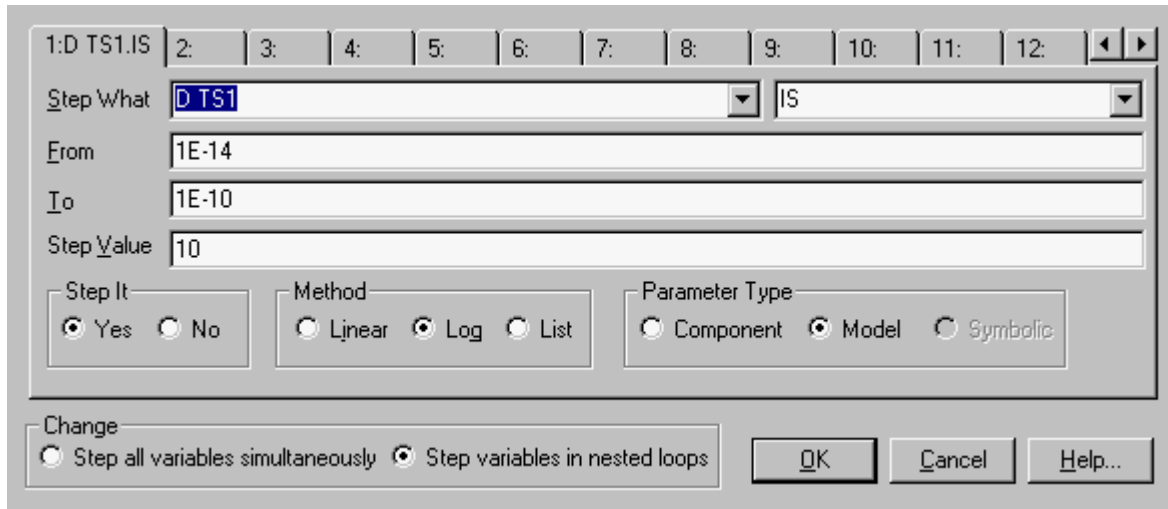 1:D TS1.IS 2: 3: 4: 5: 6: 7: 8: 9: 10: 11: 12:
Step What D TS1 IS
From 1E-14
To 1E-10
Step Value 10
Step It Method Parameter Type
Yes No Linear Log List Component Model Symbolic
Change
Step all variables simultaneously Step variables in nested loops OK Cancel Help...